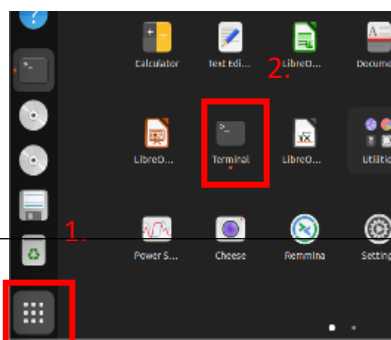 ?
Calculator
Text Edi...
2.
LibreO...
Docume
LibreO...
Terminal
LibreO...
Utilitie
1.
Power S...
Cheese
Remmina
Setting